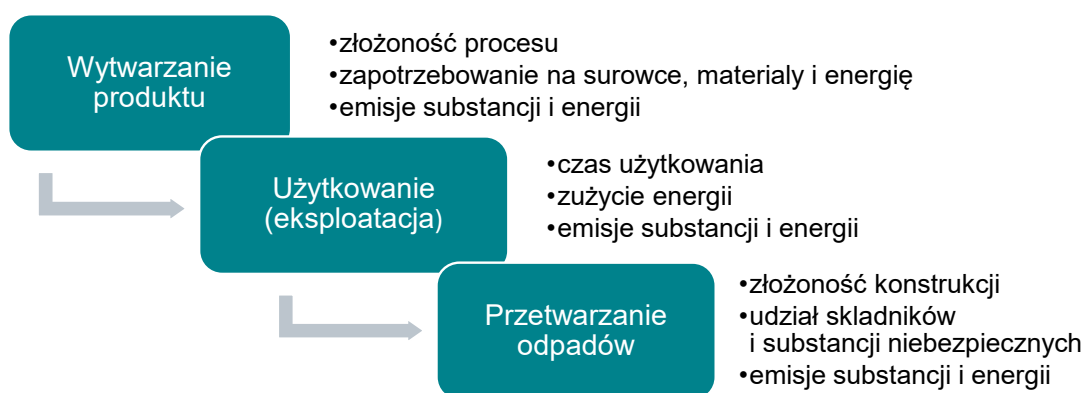 Wytwarzanie
produktu
•złożoność procesu
•zapotrzebowanie na surowce, materialy i energię
•emisje substancji i energii
Użytkowanie
(eksploatacja)
•czas użytkowania
•zużycie energii
•emisje substancji i energii
Przetwarzanie
odpadów
•złożoność konstrukcji
•udział skladników
i substancji niebezpiecznych
•emisje substancji i energii